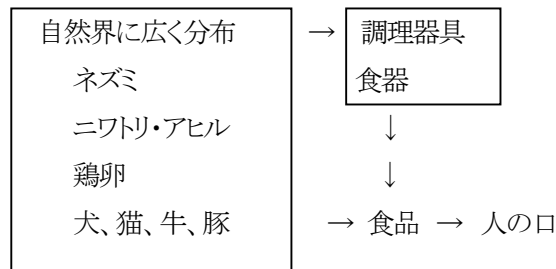 自然界に広く分布 → 調理器具
ネズミ 食器
ニワトリ・アヒル ↓
鶏卵 ↓
犬、猫、牛、豚 → 食品 → 人の口